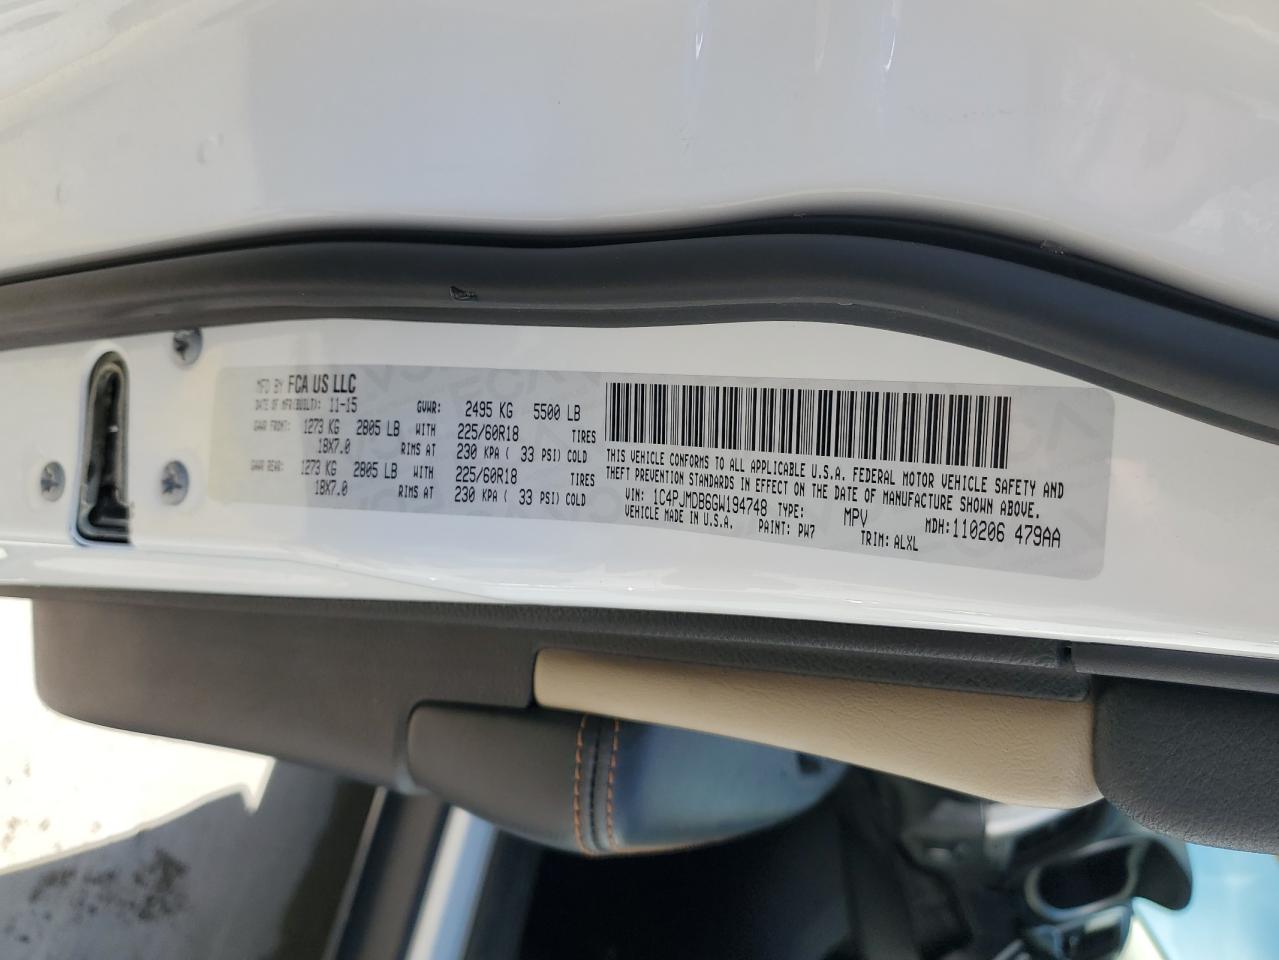 MFD BY FCA US LLC
DATE OF MFR(BUILT): 11-15 GVWR: 2495 KG 5500 LB
GAWR FRONT: 1273 KG 2805 LB WITH 225/60R18 TIRES
18X7.0 RIMS AT 230 KPA ( 33 PSI) COLD
GAWR REAR: 1273 KG 2805 LB WITH 225/60R18 TIRES
18X7.0 RIMS AT 230 KPA ( 33 PSI) COLD
THIS VEHICLE CONFORMS TO ALL APPLICABLE U.S.A. FEDERAL MOTOR VEHICLE SAFETY AND
THEFT PREVENTION STANDARDS IN EFFECT ON THE DATE OF MANUFACTURE SHOWN ABOVE.
VIN: 1C4PJMDB6GW194748 TYPE: MPV MDH:110206 479AA
VEHICLE MADE IN U.S.A. PAINT: PW7 TRIM: ALXL